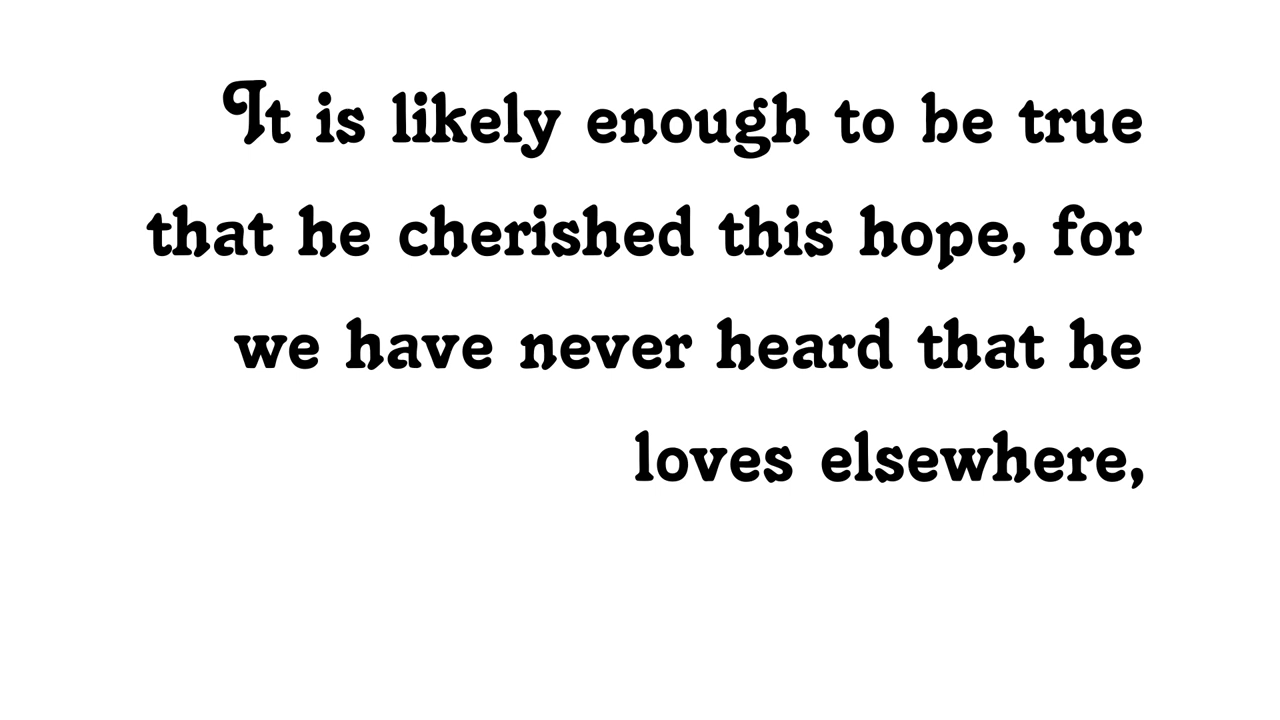 It is likely enough to be true
that he cherished this hope, for
we have never heard that he
loves elsewhere,